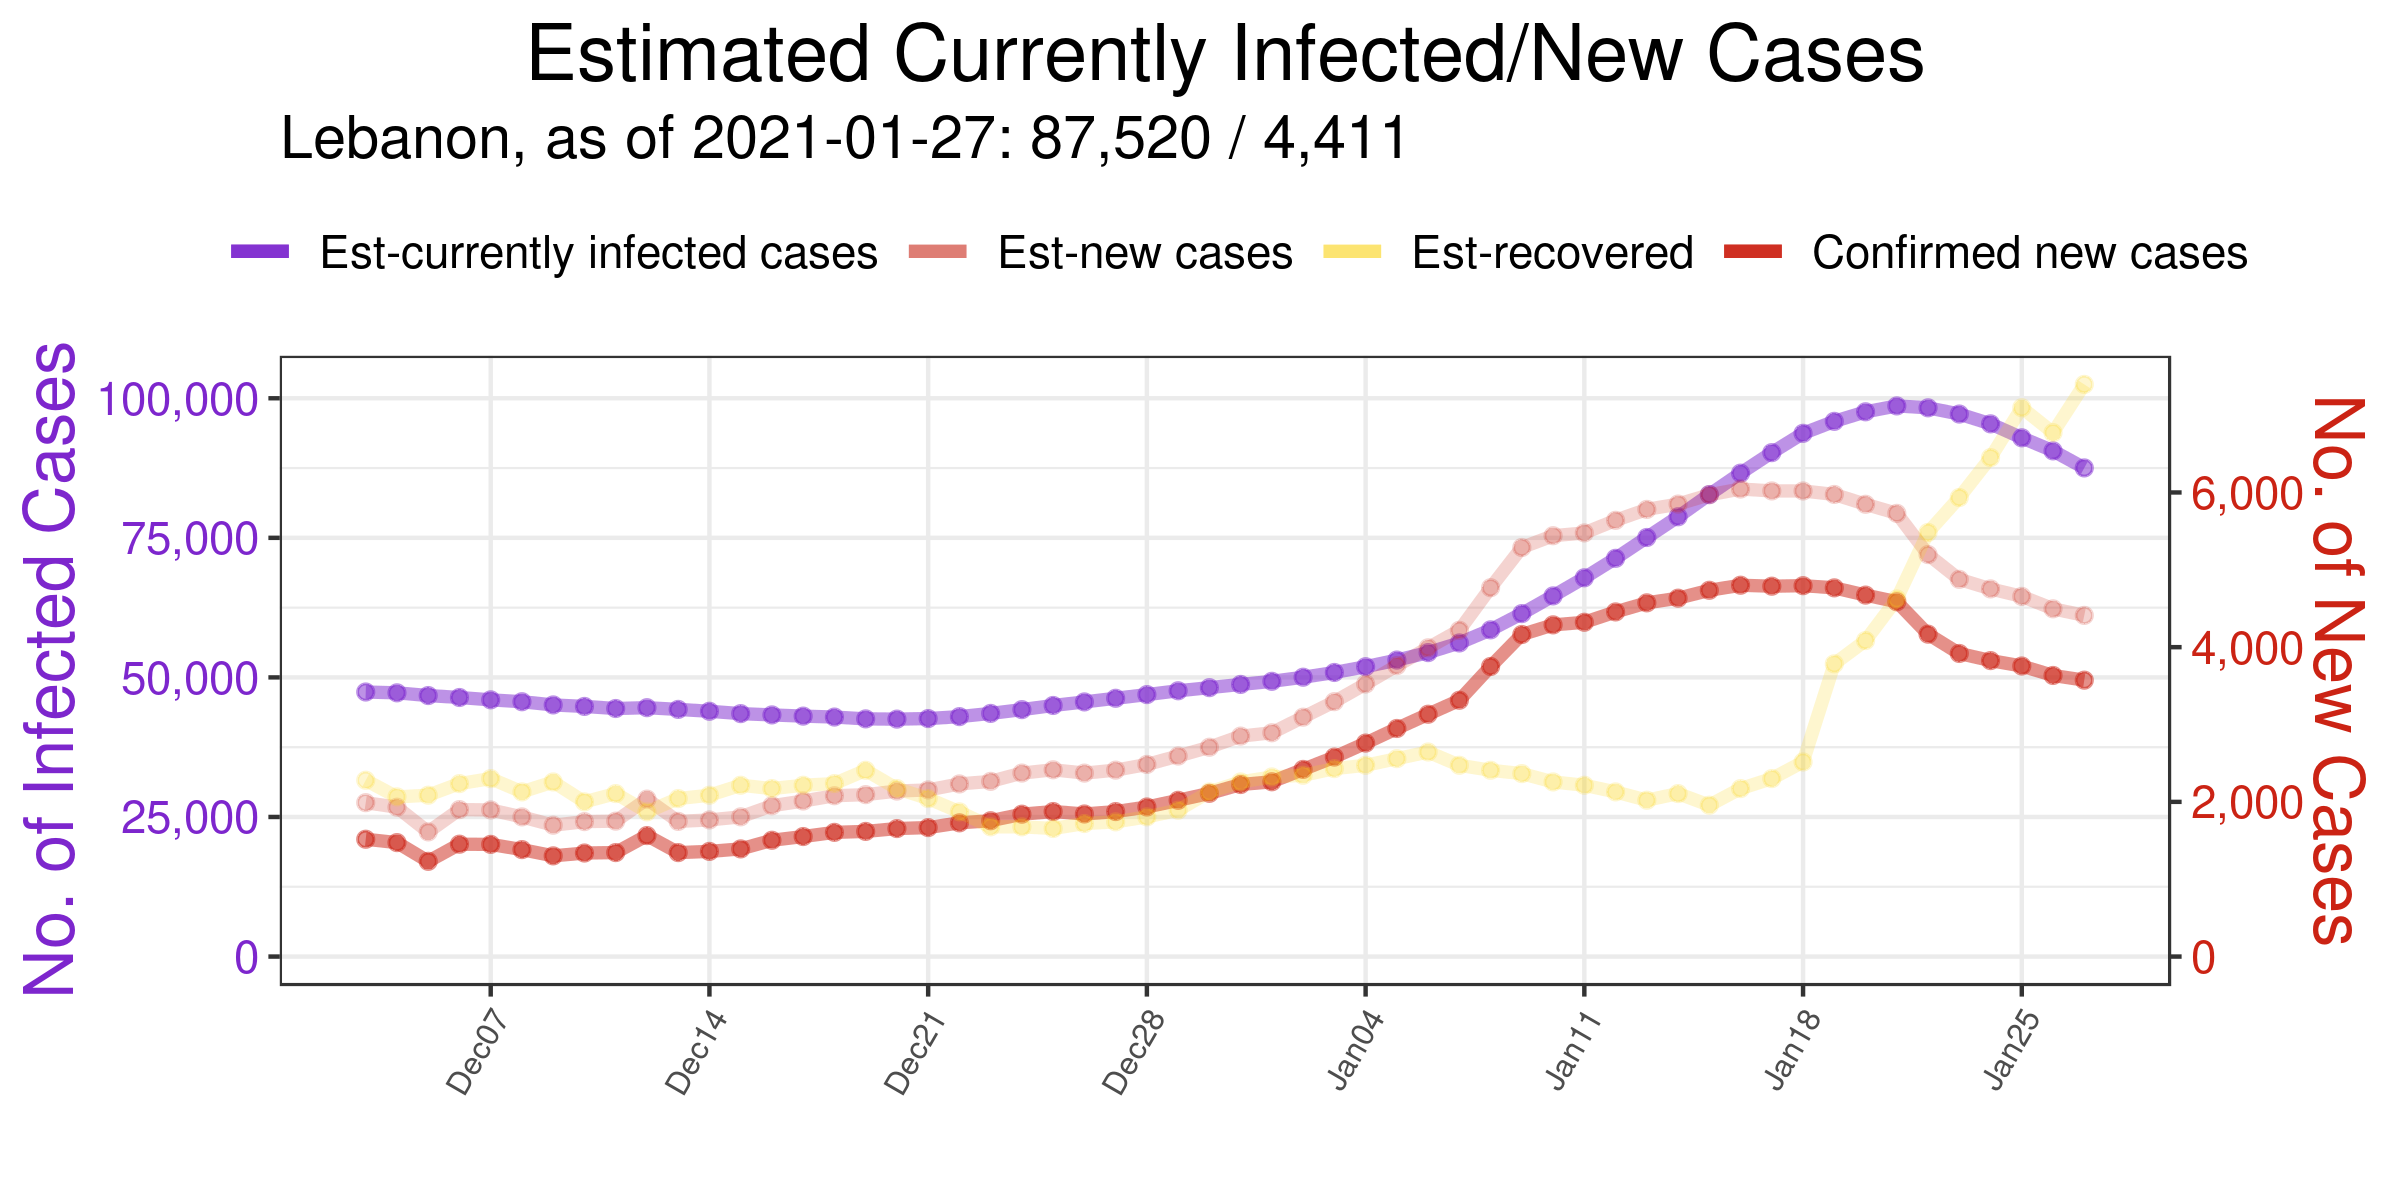 Estimated Currently Infected/New Cases
Lebanon, as of 2021-01-27: 87,520 / 4,411
Est-currently infected cases Est-new cases Est-recovered Confirmed new cases
No. of Infected Cases
100,000
75,000
50,000
25,000
0
6,000
4,000
2,000
0
No. of New Cases
Dec07 Dec14 Dec21 Dec28 Jan04 Jan11 Jan18 Jan25